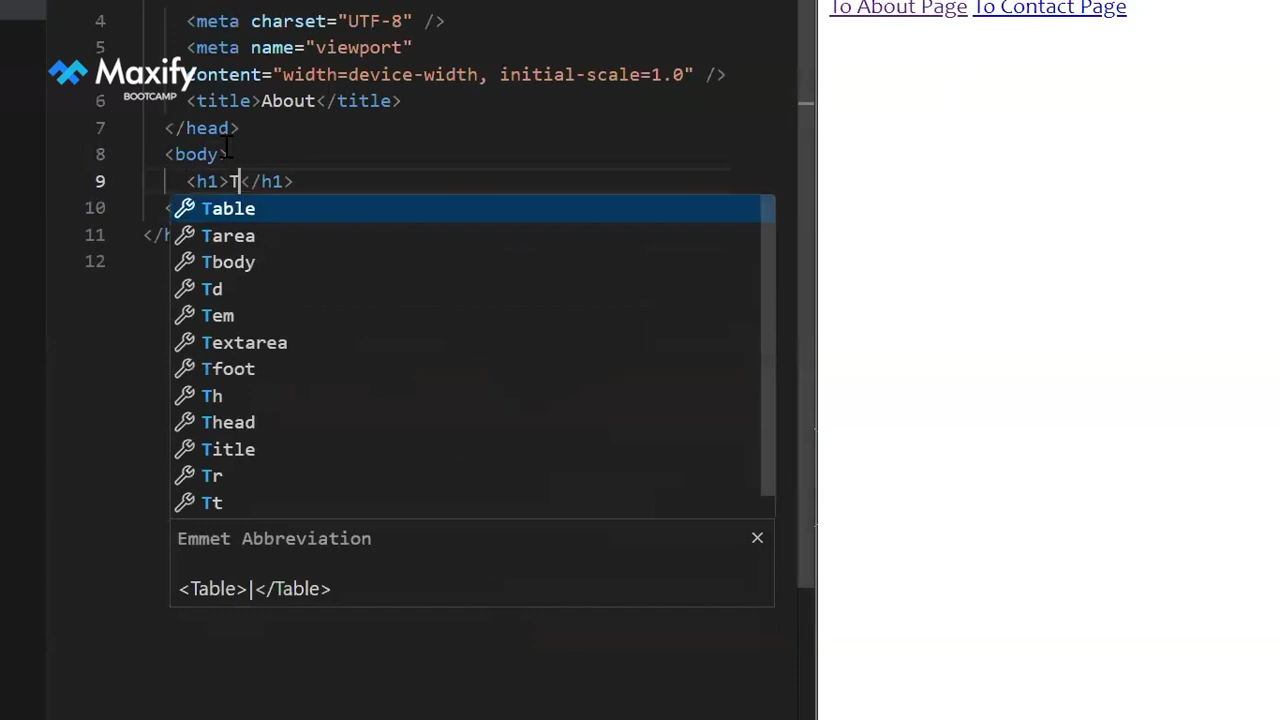 To About Page To Contact Page
4 <meta charset="UTF-8" />
5 <meta name="viewport"
content="width=device-width, initial-scale=1.0" />
Maxify
BOOTCAMP
6 <title>About</title>
7 </head>
8 <body>
9 <h1>T</h1>
10 <
11 </h
12
Table
Tarea
Tbody
Td
Tem
Textarea
Tfoot
Th
Thead
Title
Tr
Tt
Emmet Abbreviation
<Table>|</Table>